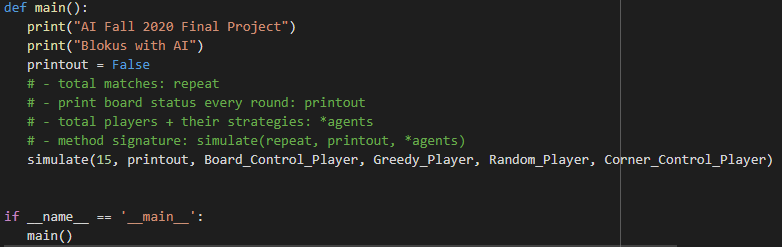 def main():
    print("AI Fall 2020 Final Project")
    print("Blokus with AI")
    printout = False
    # - total matches: repeat
    # - print board status every round: printout
    # - total players + their strategies: *agents
    # - method signature: simulate(repeat, printout, *agents)
    simulate(15, printout, Board_Control_Player, Greedy_Player, Random_Player, Corner_Control_Player)
if __name__ == '__main__':
    main()